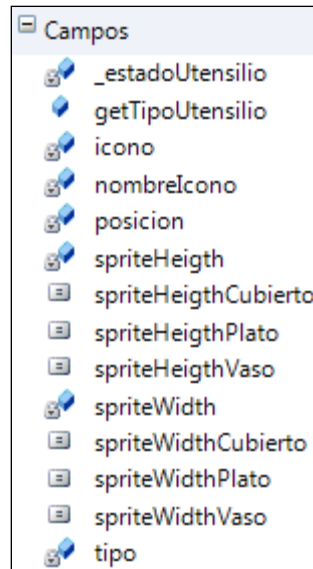 Campos
_estadoUtensilio
getTipoUtensilio
icono
nombreIcono
posicion
spriteHeigth
spriteHeigthCubierto
spriteHeigthPlato
spriteHeigthVaso
spriteWidth
spriteWidthCubierto
spriteWidthPlato
spriteWidthVaso
tipo